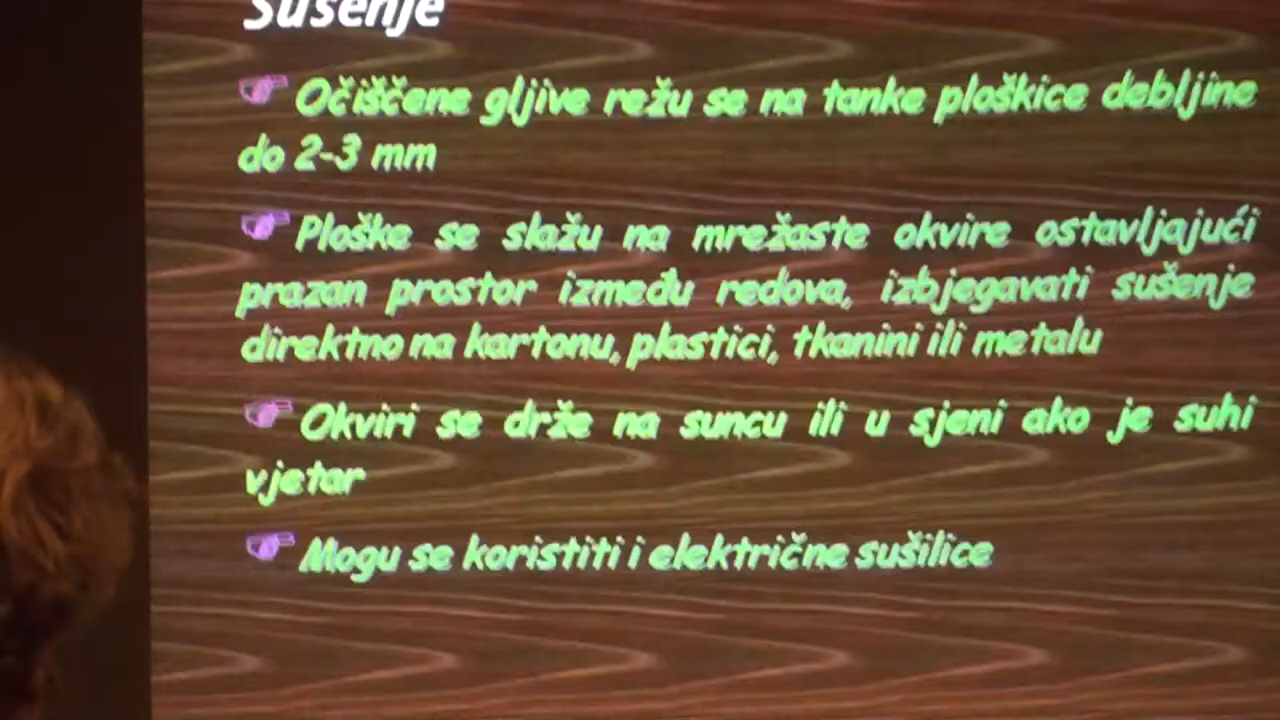 Sušenje
Očiščene gljive režu se na tanke ploškice debljine
do 2-3 mm
Ploške se slažu na mrežaste okvire ostavljajući
prazan prostor između redova, izbjegavati sušenje
direktno na kartonu, plastici, tkanini ili metalu
Okviri se drže na suncu ili u sjeni ako je suhi
vjetar
Mogu se koristiti i električne sušilice